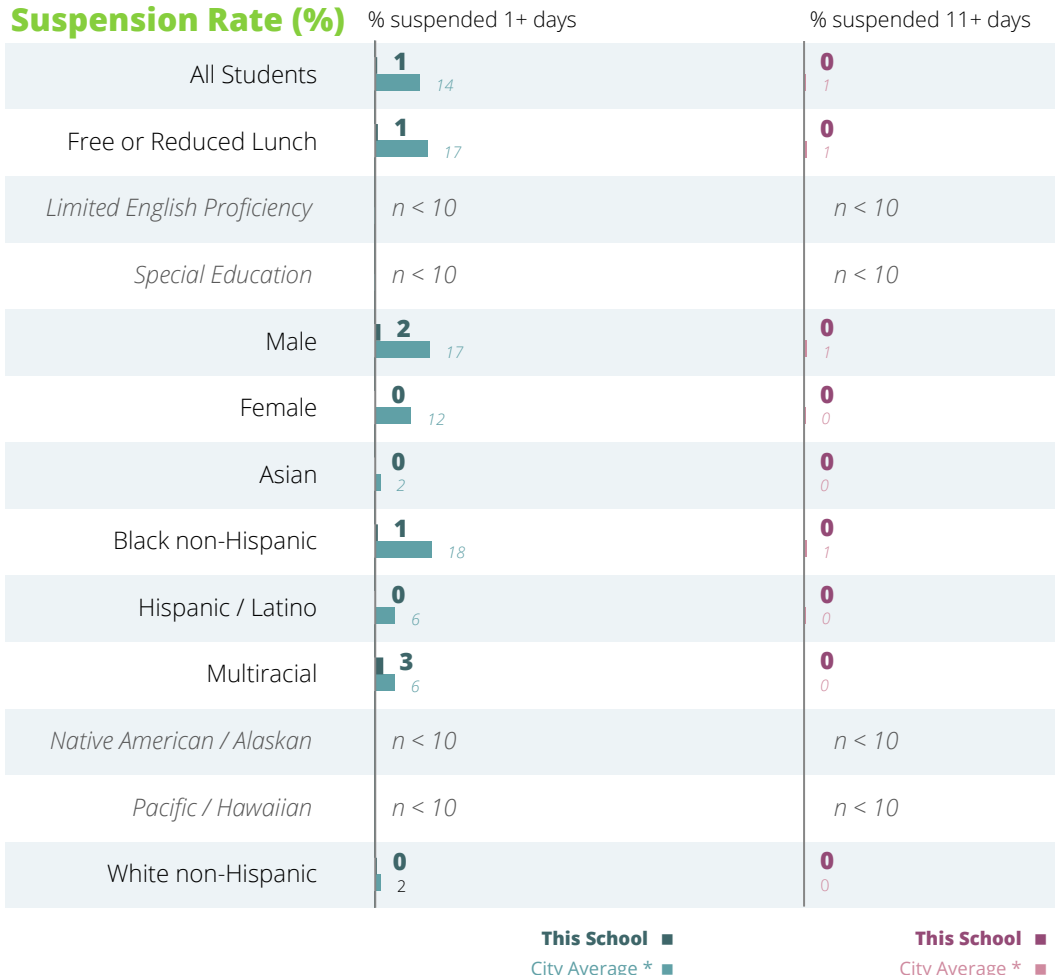 Suspension Rate (%) % suspended 1+ days % suspended 11+ days
All Students 1 14 0 1
Free or Reduced Lunch 1 17 0 1
Limited English Proficiency n < 10 n < 10
Special Education n < 10 n < 10
Male 2 17 0 1
Female 0 12 0 0
Asian 0 2 0 0
Black non-Hispanic 1 18 0 1
Hispanic / Latino 0 6 0 0
Multiracial 3 6 0 0
Native American / Alaskan n < 10 n < 10
Pacific / Hawaiian n < 10 n < 10
White non-Hispanic 0 2 0 0
This School This School
City Average * City Average *